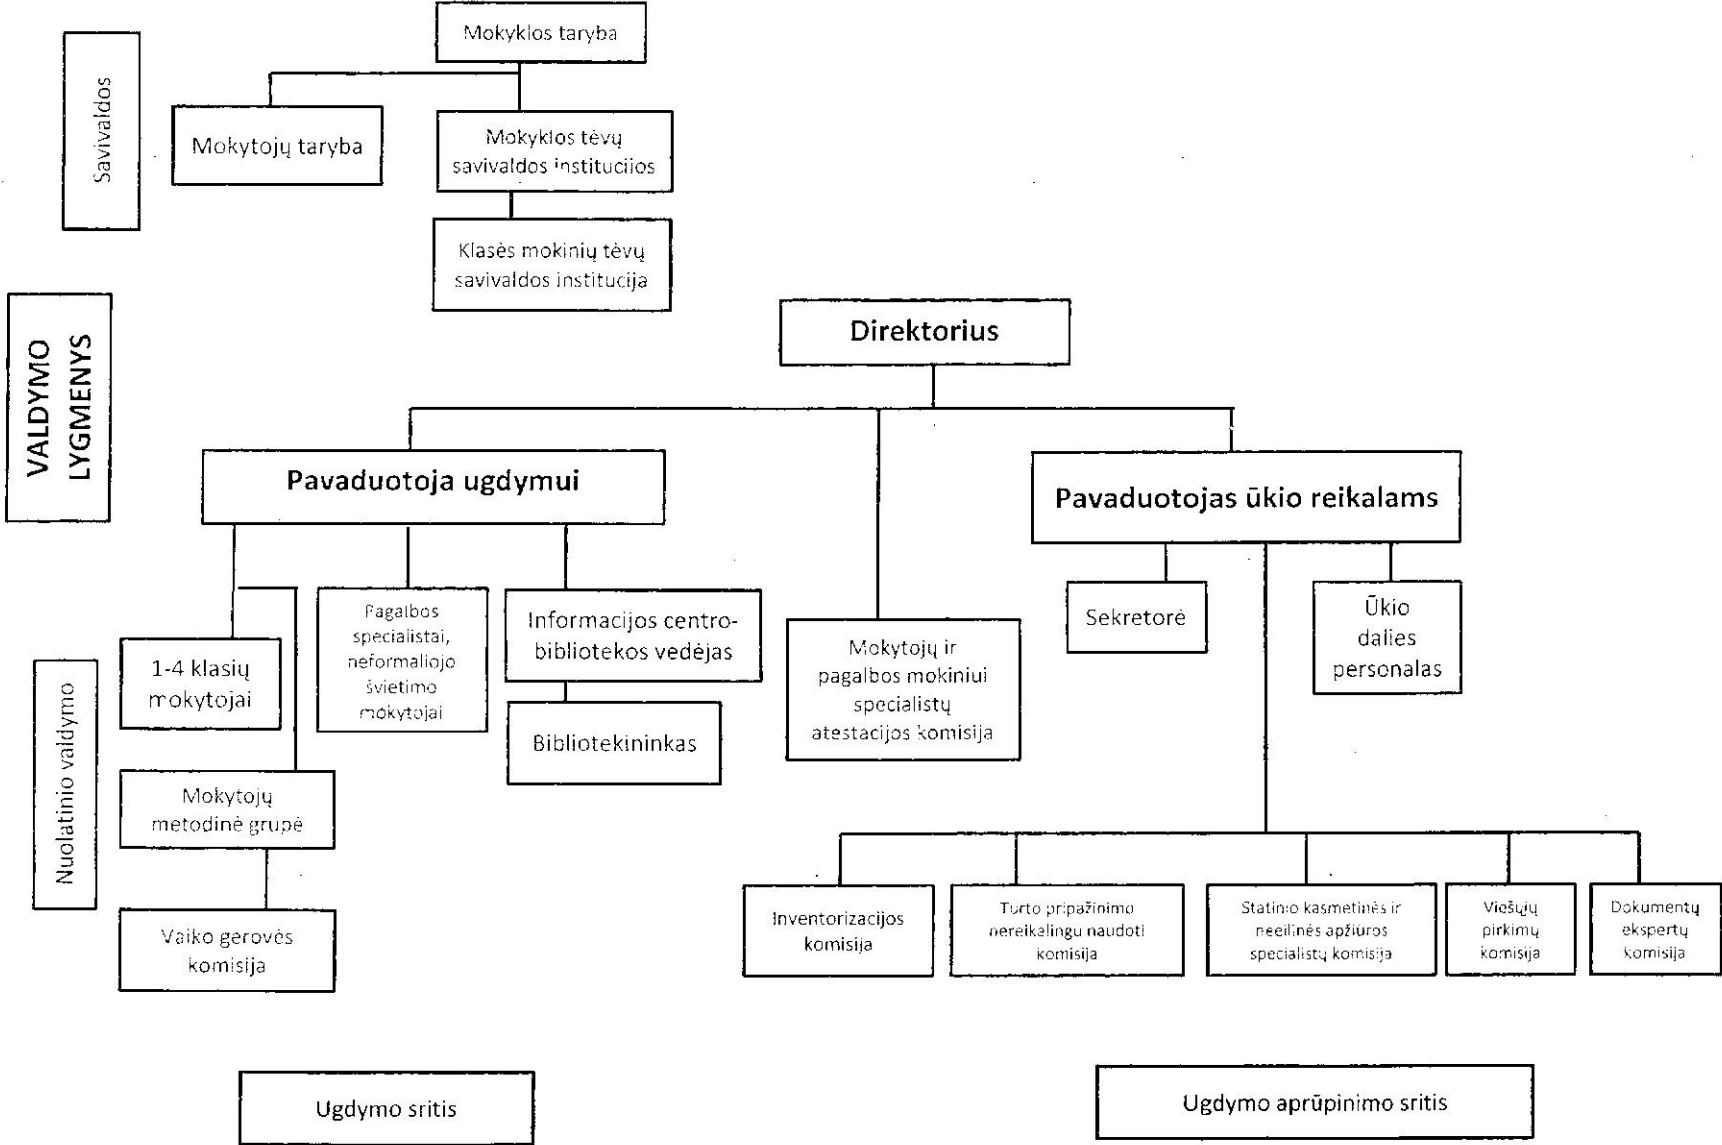 Mokyklos taryba
Savivaldos
Mokytojų taryba
Mokyklos tėvų
savivaldos institucijos
Klasės mokinių tėvų
savivaldos institucija
VALDYMO
LYGMENYS
Direktorius
Pavaduotoja ugdymui
Pavaduotojas ūkio reikalams
1-4 klasių
mokytojai
Pagalbos
specialistai,
neformaliojo
švietimo
mokytojai
Informacijos centro-
bibliotekos vedėjas
Bibliotekininkas
Mokytojų ir
pagalbos mokiniui
specialistų
atestacijos komisija
Sekretorė
Ūkio
dalies
personalas
Nuolatinio valdymo
Mokytojų
metodinė grupė
Vaiko gerovės
komisija
Inventorizacijos
komisija
Turto pripažinimo
nereikalingu naudoti
komisija
Statinio kasmetinės ir
neeilinės apžiūros
specialistų komisija
Viešųjų
pirkimų
komisija
Dokumentų
ekspertų
komisija
Ugdymo sritis
Ugdymo aprūpinimo sritis